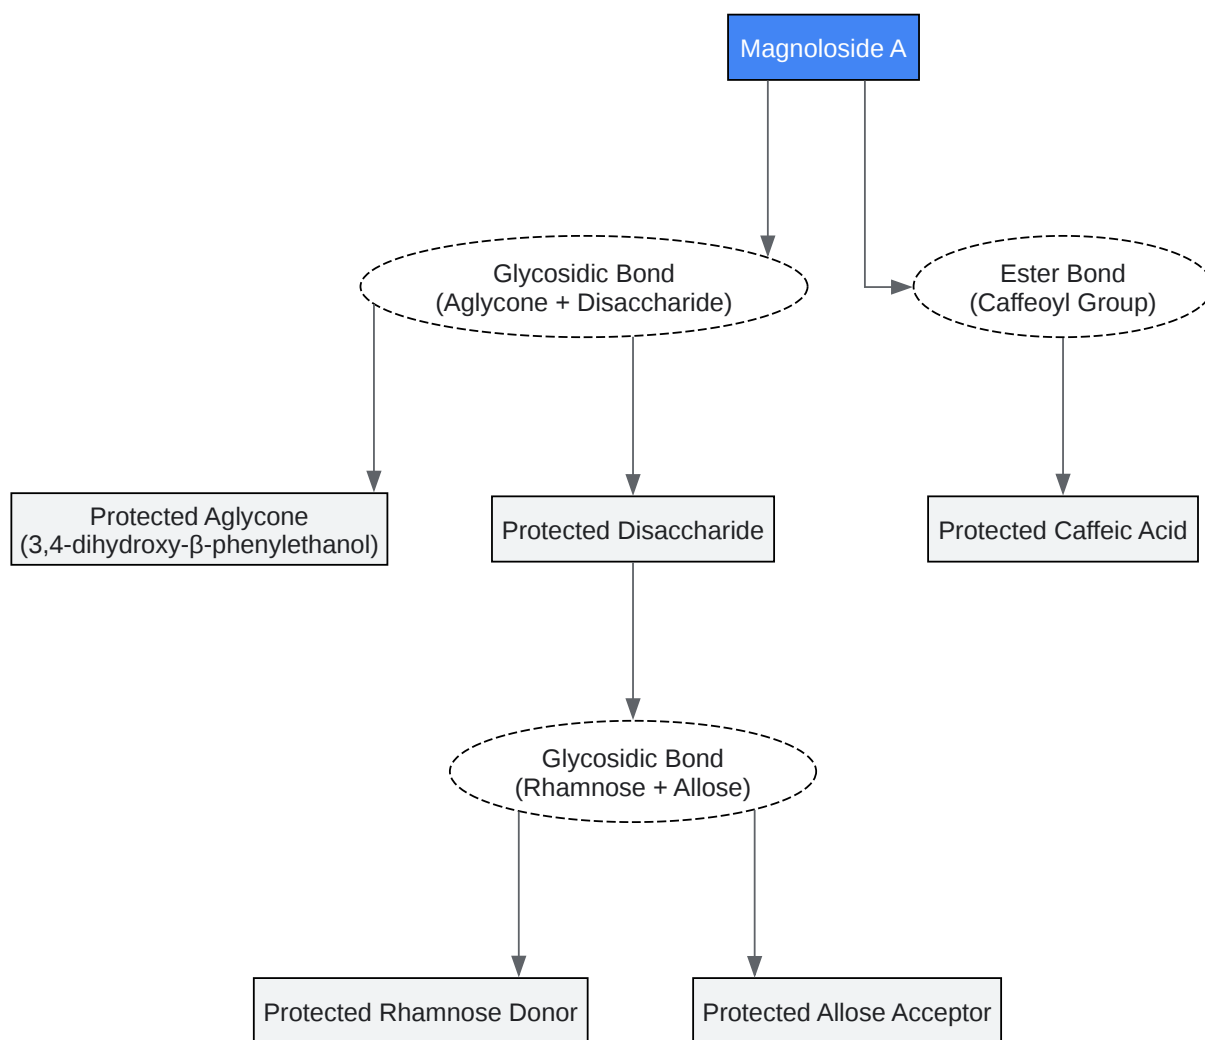 Magnoloside A
Glycosidic Bond
(Aglycone + Disaccharide)
Ester Bond
(Caffeoyl Group)
Protected Aglycone
(3,4-dihydroxy-β-phenylethanol)
Protected Disaccharide
Protected Caffeic Acid
Glycosidic Bond
(Rhamnose + Allose)
Protected Rhamnose Donor
Protected Allose Acceptor